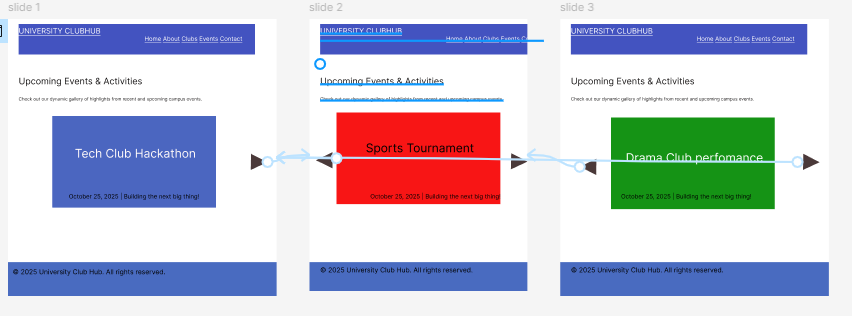 slide 1
UNIVERSITY CLUBHUB
Home About Clubs Events Contact
Upcoming Events & Activities
Check out our dynamic gallery of highlights from recent and upcoming campus events.
Tech Club Hackathon
October 25, 2025 | Building the next big thing!
© 2025 University Club Hub. All rights reserved.
slide 2
UNIVERSITY CLUBHUB
Home About Clubs Events C
Upcoming Events & Activities
Check out our dynamic gallery of highlights from recent and upcoming campus events.
Sports Tournament
October 25, 2025 | Building the next big thing!
© 2025 University Club Hub. All rights reserved.
slide 3
UNIVERSITY CLUBHUB
Home About Clubs Events Contact
Upcoming Events & Activities
Check out our dynamic gallery of highlights from recent and upcoming campus events.
Drama Club perfomance
October 25, 2025 | Building the next big thing!
© 2025 University Club Hub. All rights reserved.